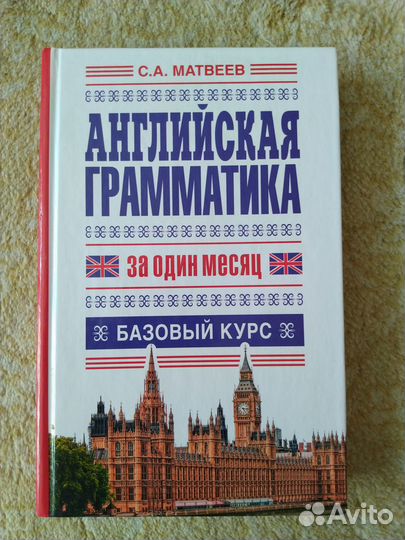 С.А. МАТВЕЕВ
АНГЛИЙСКАЯ
ГРАММАТИКА
ЗА ОДИН МЕСЯЦ
БАЗОВЫЙ КУРС
Avito